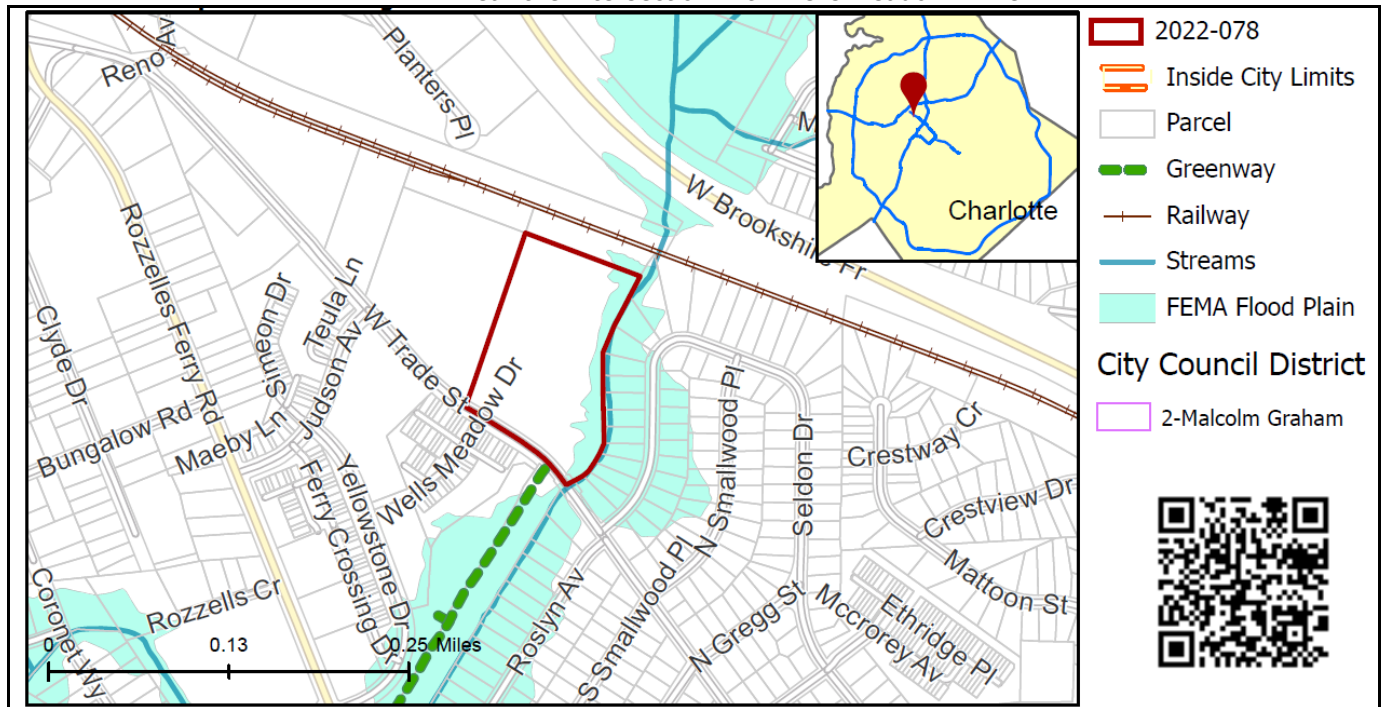 2022-078
Inside City Limits
Parcel
Greenway
Railway
Streams
FEMA Flood Plain
City Council District
2-Malcolm Graham
Charlotte
Reno Av
Planters Pl
W Brookshire Fr
M
Rozzelles Ferry Rd
Clyde Dr
Simeon Dr
Teula Ln
Judson Av
W Trade St
Bungalow Rd
Maeby Ln
Wells Meadow Dr
Yellowstone Dr
Ferry Crossing Dr
Rozzells Cr
Coronet Wy
Roslyn Av
S Smallwood Pl
N Smallwood Pl
Seldon Dr
N Gregg St
Crestway Cr
Crestview Dr
Mattoon St
Mccrorey Av
Ethridge Pl
0 0.13 0.25 Miles